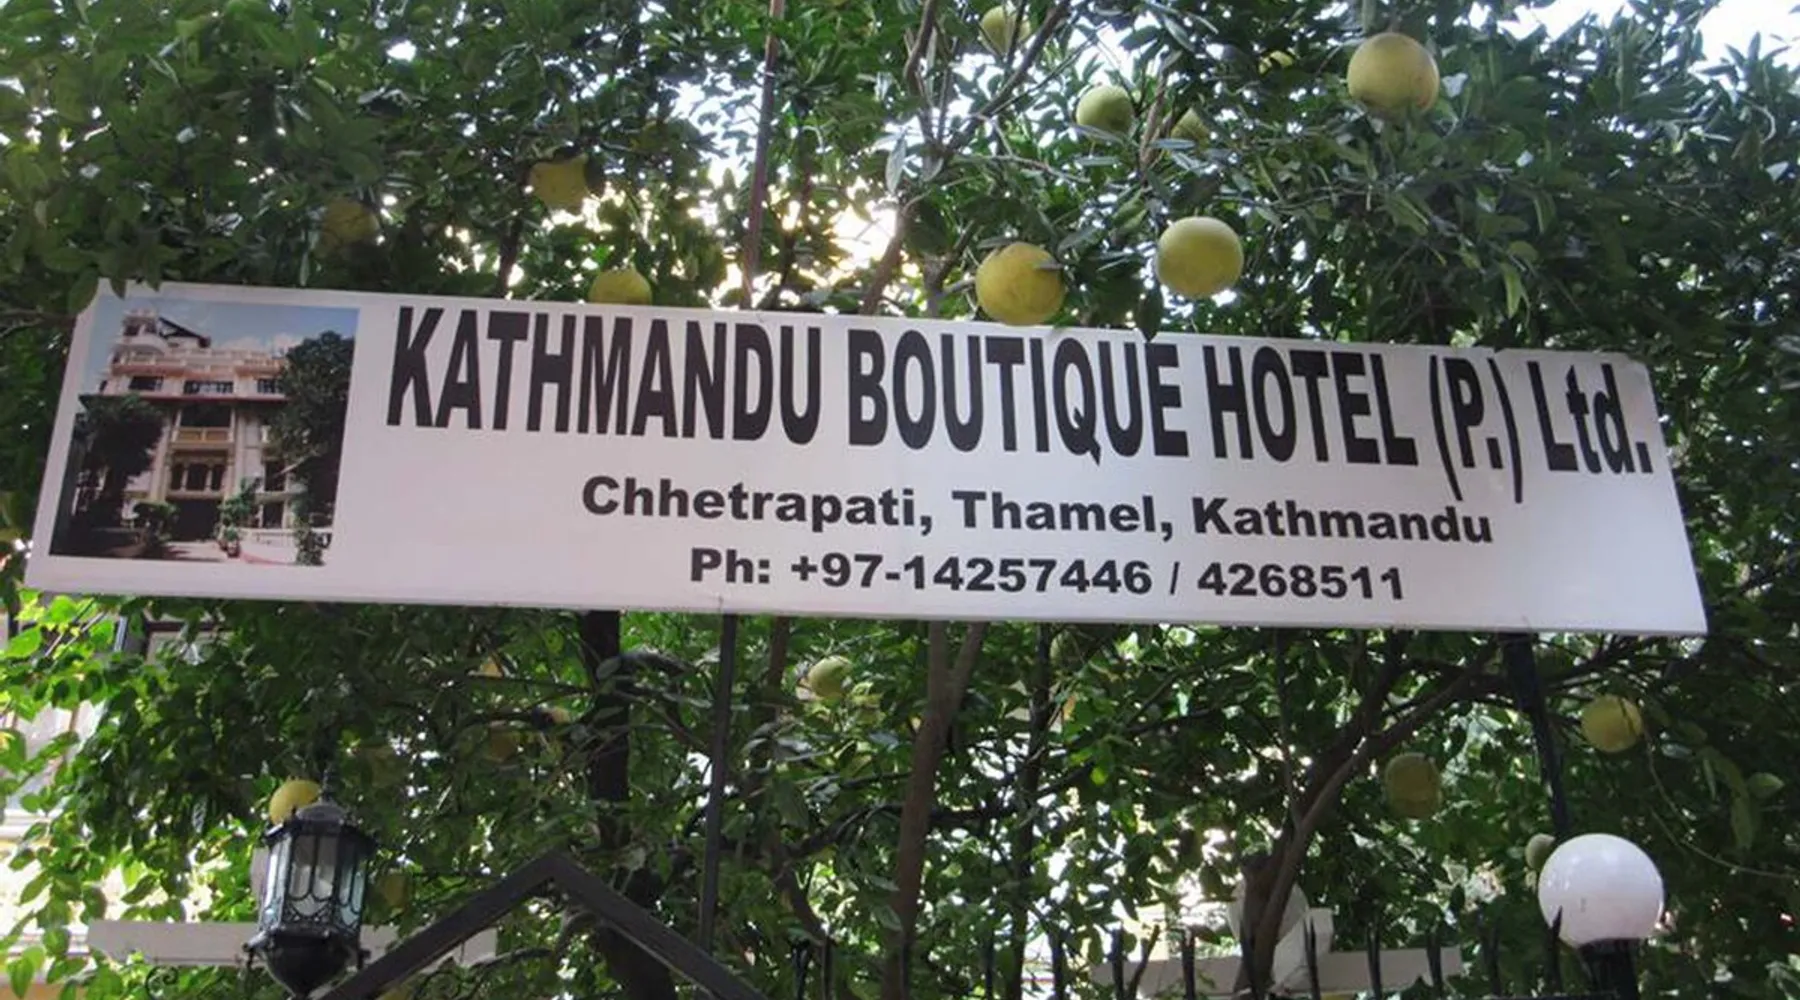 KATHMANDU BOUTIQUE HOTEL (P.) Ltd.
Chhetrapati, Thamel, Kathmandu
Ph: +97-14257446 / 4268511